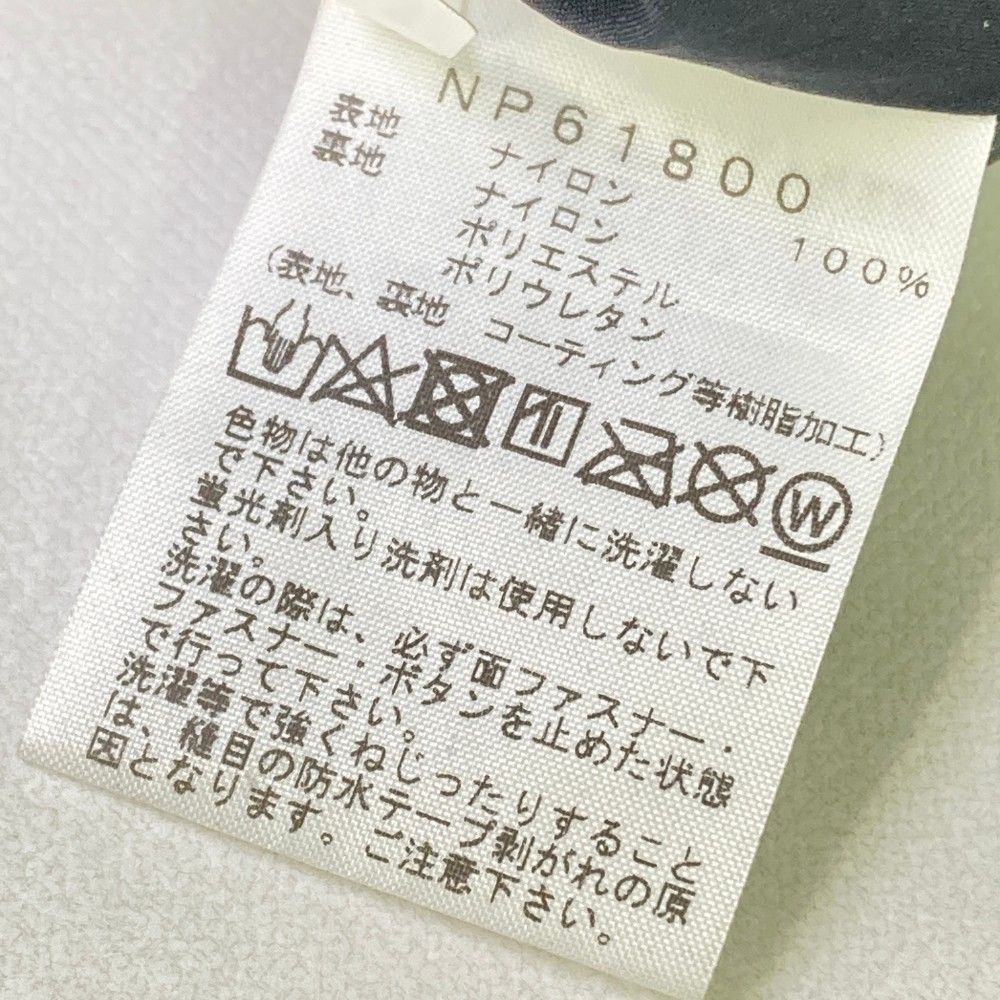 NP61800
表地 ナイロン 100%
裏地 ナイロン
ポリエステル
ポリウレタン
(表地、裏地 コーティング等樹脂加工)
W
色物は他の物と一緒に洗濯しない
で下さい。
蛍光剤入り洗剤は使用しないで下
さい。
洗濯の際は、必ず面ファスナー・
ファスナー・ボタンを止めた状態
で行って下さい。
洗濯等で強くねじったりすること
は、縫目の防水テープ剥がれの原
因となります。ご注意下さい。